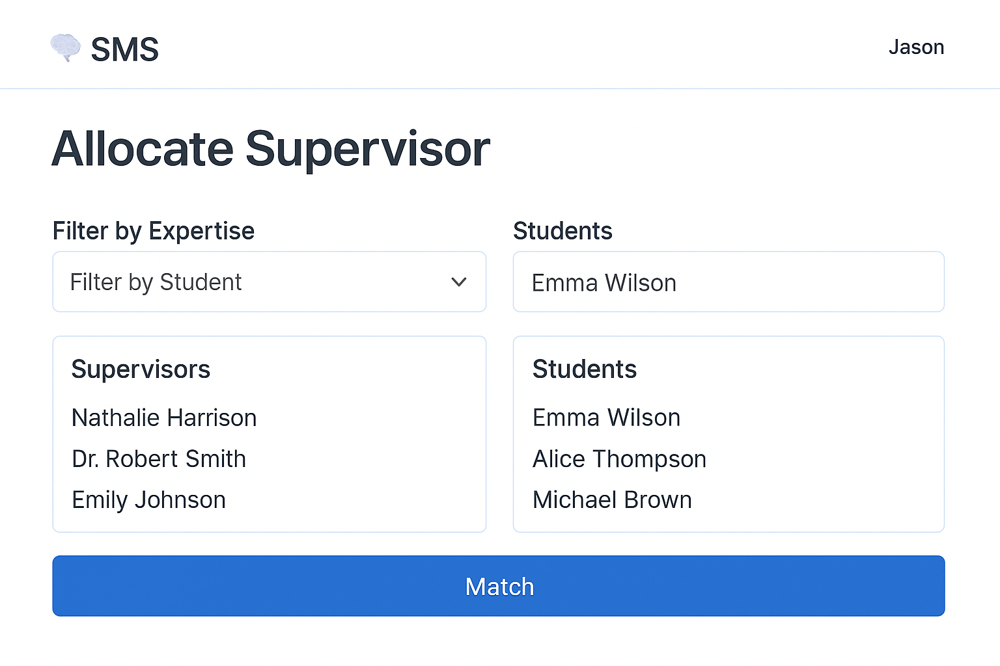 SMS
Jason
Allocate Supervisor
Filter by Expertise
Filter by Student
Students
Emma Wilson
Supervisors
Nathalie Harrison
Dr. Robert Smith
Emily Johnson
Students
Emma Wilson
Alice Thompson
Michael Brown
Match